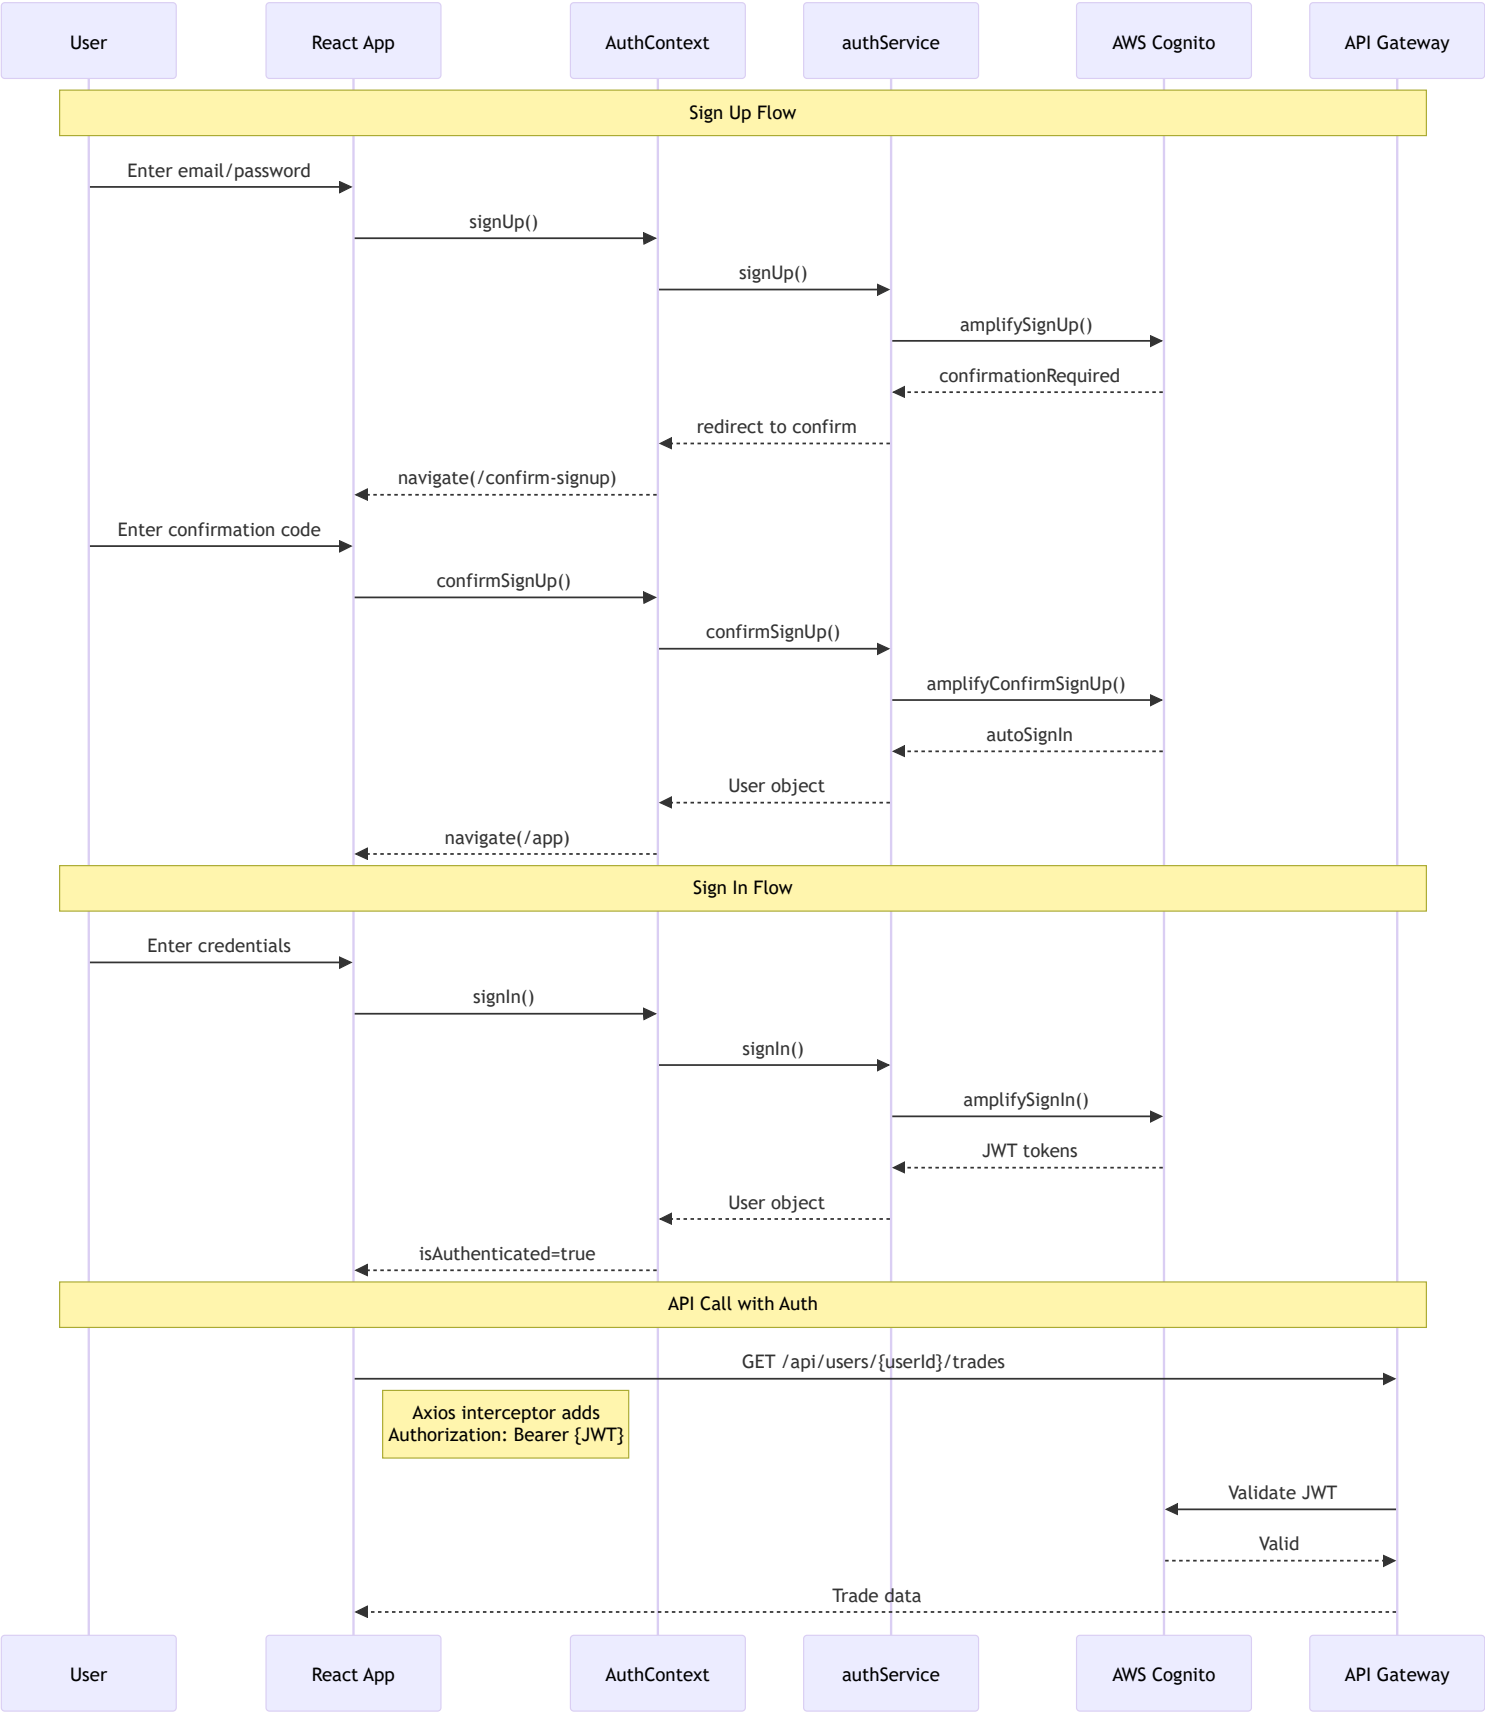 User
React App
AuthContext
authService
AWS Cognito
API Gateway
Sign Up Flow
Enter email/password
signUp()
signUp()
amplifySignUp()
confirmationRequired
redirect to confirm
navigate(/confirm-signup)
Enter confirmation code
confirmSignUp()
confirmSignUp()
amplifyConfirmSignUp()
autoSignIn
User object
navigate(/app)
Sign In Flow
Enter credentials
signIn()
signIn()
amplifySignIn()
JWT tokens
User object
isAuthenticated=true
API Call with Auth
GET /api/users/{userId}/trades
Axios interceptor adds
Authorization: Bearer {JWT}
Validate JWT
Valid
Trade data
User
React App
AuthContext
authService
AWS Cognito
API Gateway